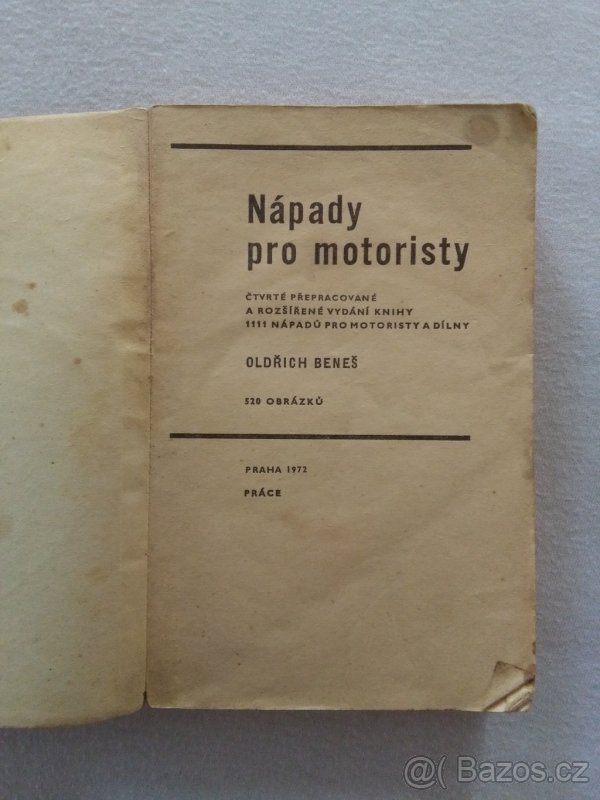 Nápady
pro motoristy
ČTVRTÉ PŘEPRACOVANÉ
A ROZŠÍŘENÉ VYDÁNÍ KNIHY
1111 NÁPADŮ PRO MOTORISTY A DÍLNY
OLDŘICH BENEŠ
520 OBRÁZKŮ
PRAHA 1972
PRÁCE
@( Bazos.cz